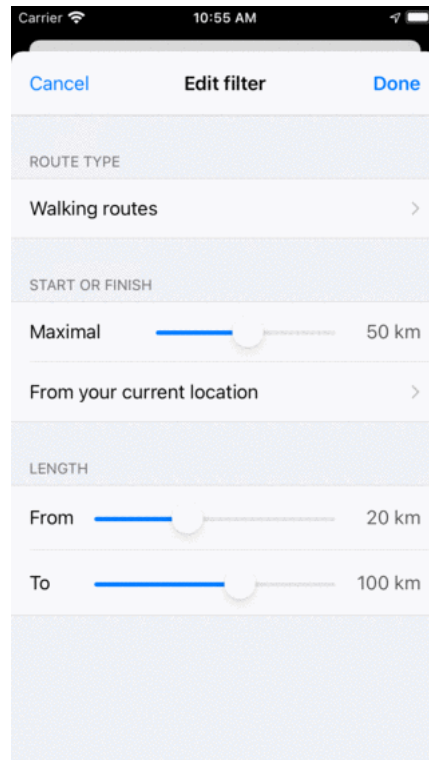 Carrier 10:55 AM
Cancel Edit filter Done
ROUTE TYPE
Walking routes
START OR FINISH
Maximal 50 km
From your current location
LENGTH
From 20 km
To 100 km